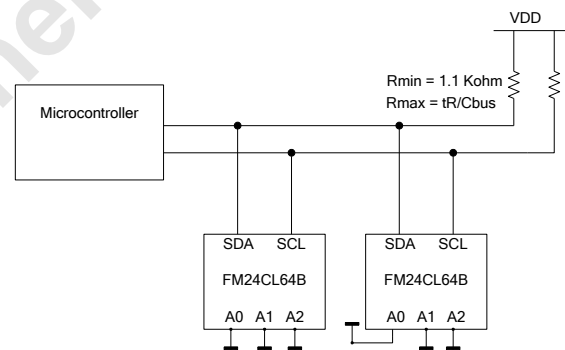 VDD
Rmin = 1.1 Kohm
Rmax = tR/Cbus
Microcontroller
SDA SCL
FM24CL64B
A0 A1 A2
SDA SCL
FM24CL64B
A0 A1 A2